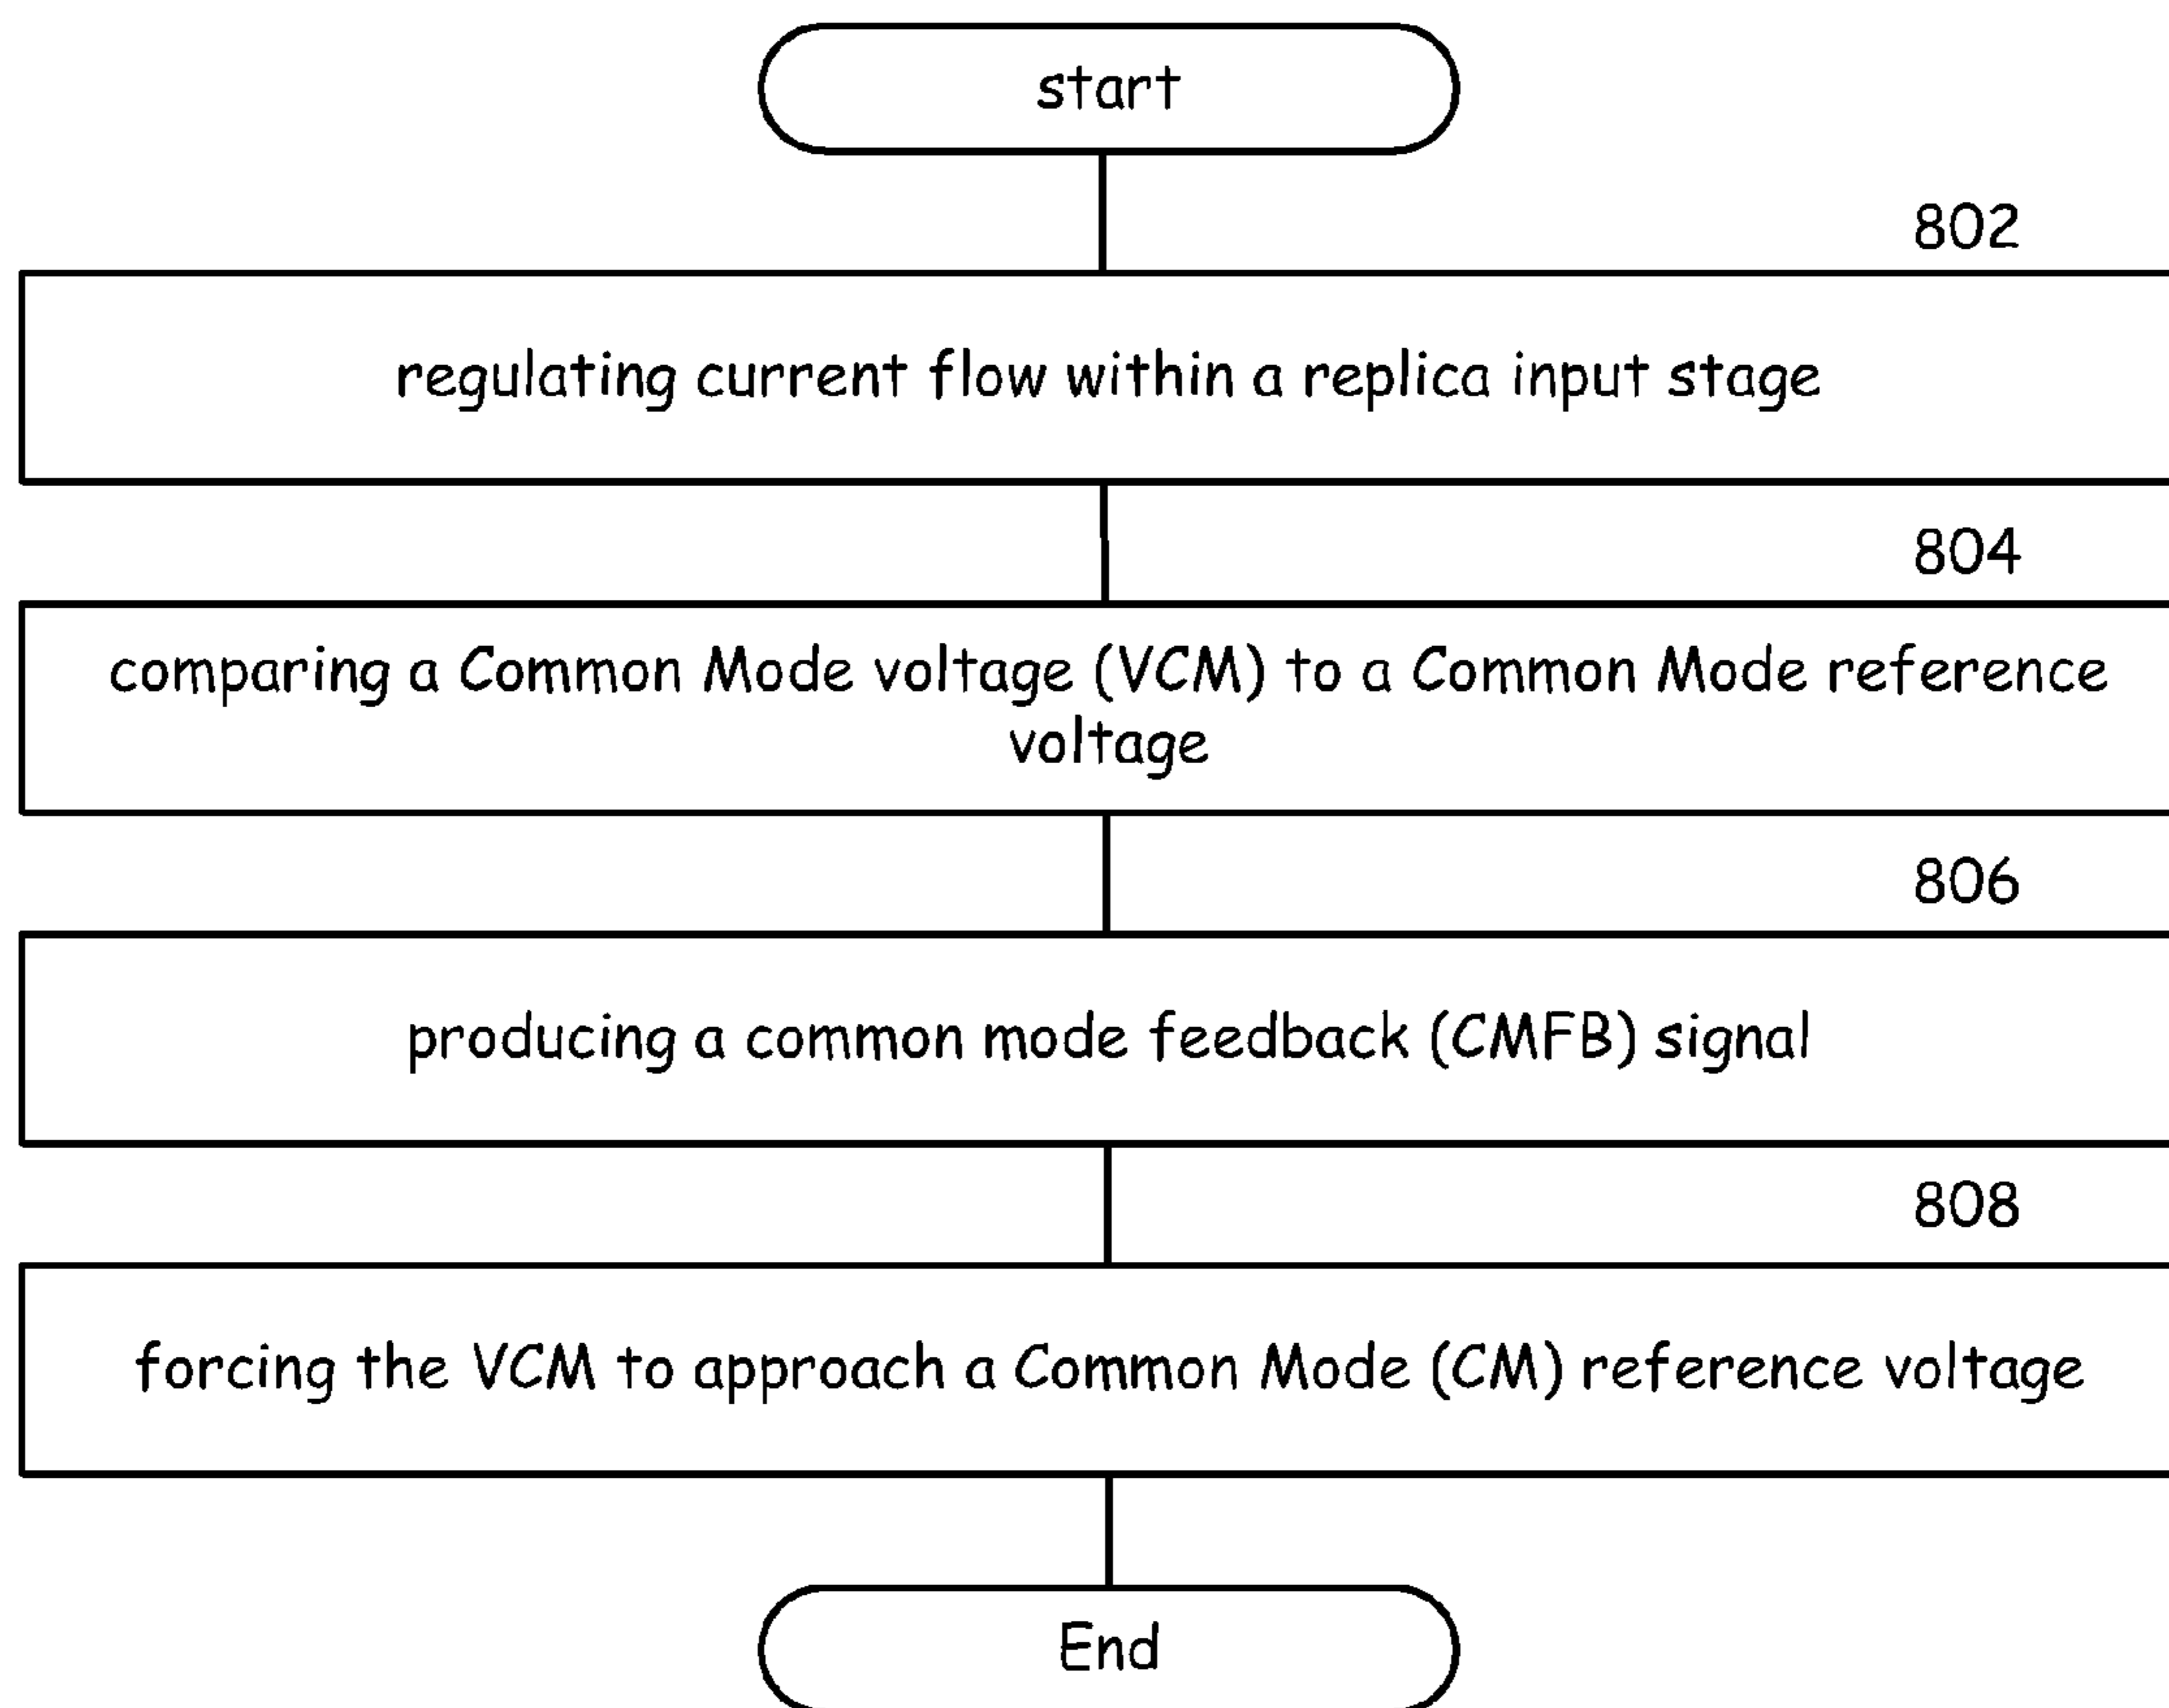 start
802
regulating current flow within a replica input stage
804
comparing a Common Mode voltage (VCM) to a Common Mode reference
voltage
806
producing a common mode feedback (CMFB) signal
808
forcing the VCM to approach a Common Mode (CM) reference voltage
End